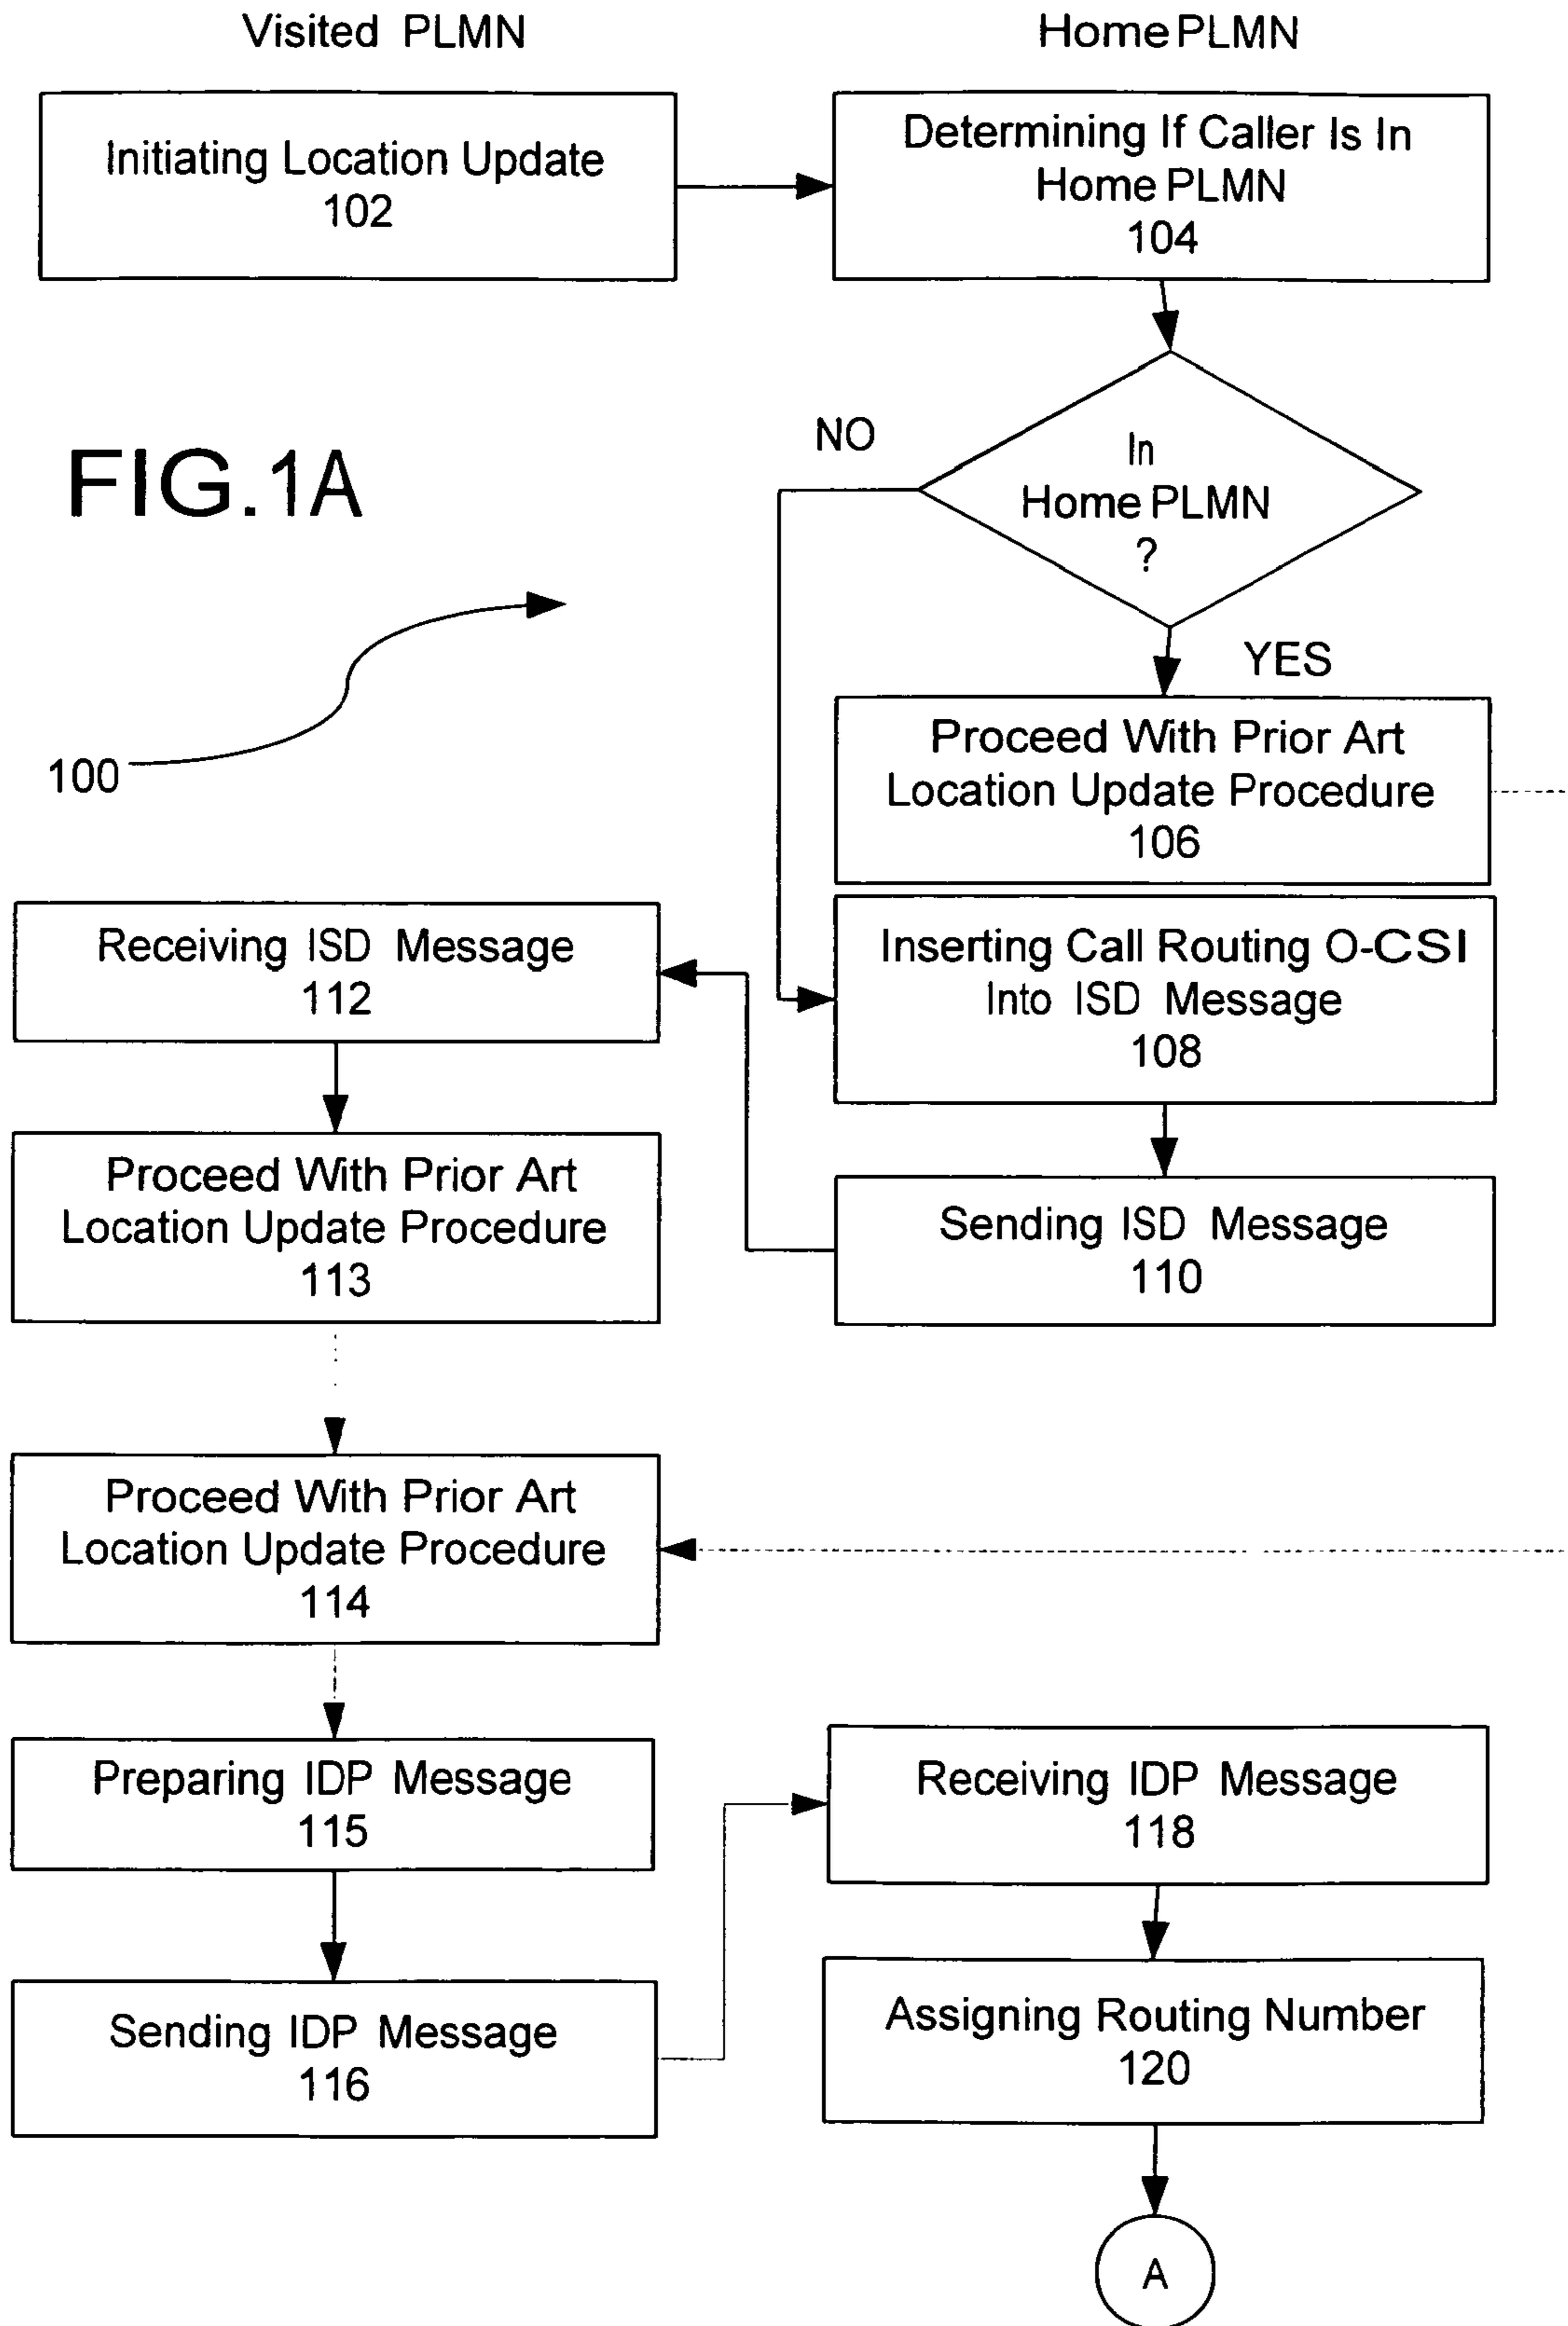 Visited PLMN
Home PLMN
Initiating Location Update
102
Determining If Caller Is In
Home PLMN
104
FIG.1A
NO
In
Home PLMN
?
YES
100
Proceed With Prior Art
Location Update Procedure
106
Receiving ISD Message
112
Inserting Call Routing O-CSI
Into ISD Message
108
Proceed With Prior Art
Location Update Procedure
113
Sending ISD Message
110
Proceed With Prior Art
Location Update Procedure
114
Preparing IDP Message
115
Receiving IDP Message
118
Sending IDP Message
116
Assigning Routing Number
120
A